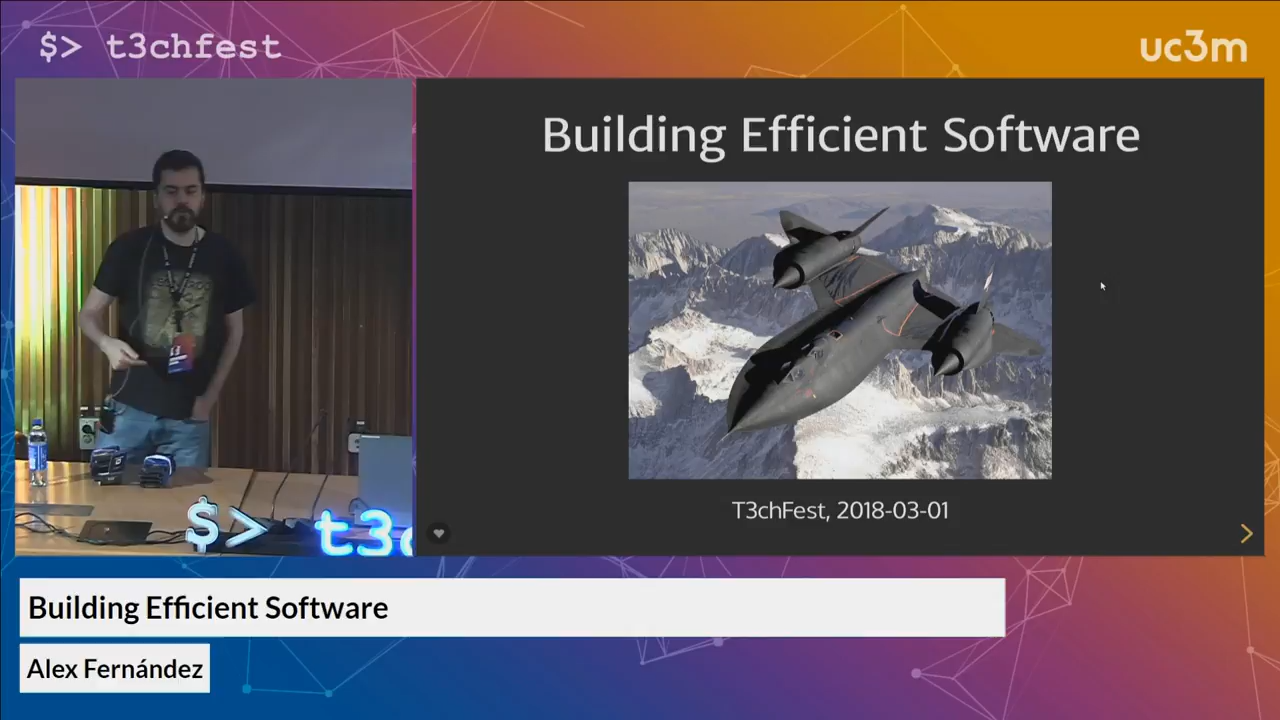 $> t3chfest
uc3m
Building Efficient Software
T3chFest, 2018-03-01
$> t3c
Building Efficient Software
Alex Fernández